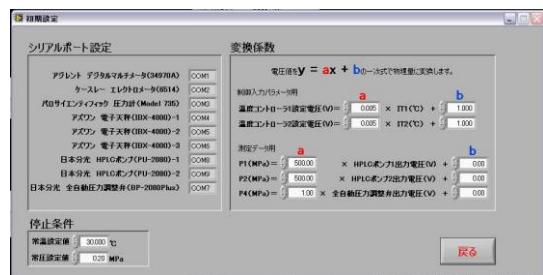 初期設定
シリアルポート設定
アジレント デジタルマルチメータ(34970A) COM1
ケースレー エレクトロメータ(6514) COM2
パロサイエンティフィック 圧力計(Model 735) COM3
アズワン 電子天秤(IBX-4000)-1
アズワン 電子天秤(IBX-4000)-2 COM5
アズワン 電子天秤(IBX-4000)-3
日本分光 HPLCポンプ(PU-2080)-1
日本分光 HPLCポンプ(PU-2080)-2
日本分光 全自動圧力調整弁(BP-2080Plus) COM7
変換係数
電圧値をy = ax + bの一次式で物理量に変換します。
制御入力パラメータ用 a b
温度コントローラ1設定電圧(V)= 0.005 × IT1(℃) + 1.000
温度コントローラ2設定電圧(V)= 0.005 × IT2(℃) + 1.000
測定データ用 a b
P1(MPa)= 500.00 × HPLCポンプ1出力電圧(V) + 0.00
P2(MPa)= 500.00 × HPLCポンプ2出力電圧(V) + 0.00
P4(MPa)= 1.00 × 全自動圧力調整弁出力電圧(V) + 0.00
停止条件
常温設定値 30.000 ℃
常圧設定値 0.20 MPa
戻る